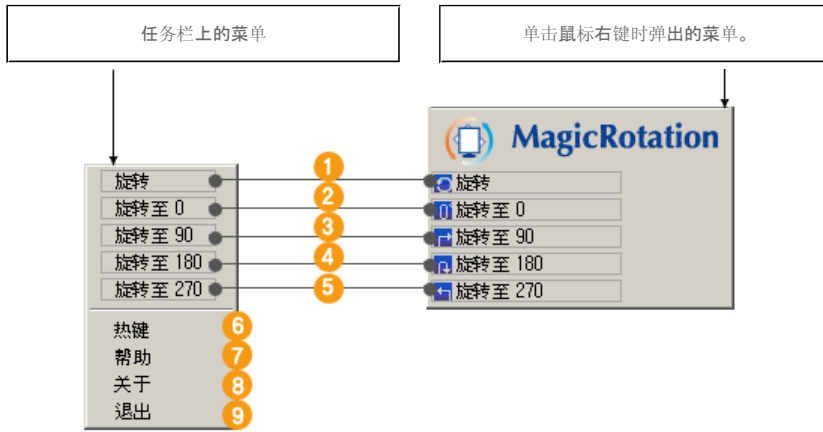 任务栏上的菜单
单击鼠标右键时弹出的菜单。
MagicRotation
旋转
1
旋转
旋转至 0
2
旋转至 0
旋转至 90
3
旋转至 90
旋转至 180
4
旋转至 180
旋转至 270
5
旋转至 270
热键
6
帮助
7
关于
8
退出
9